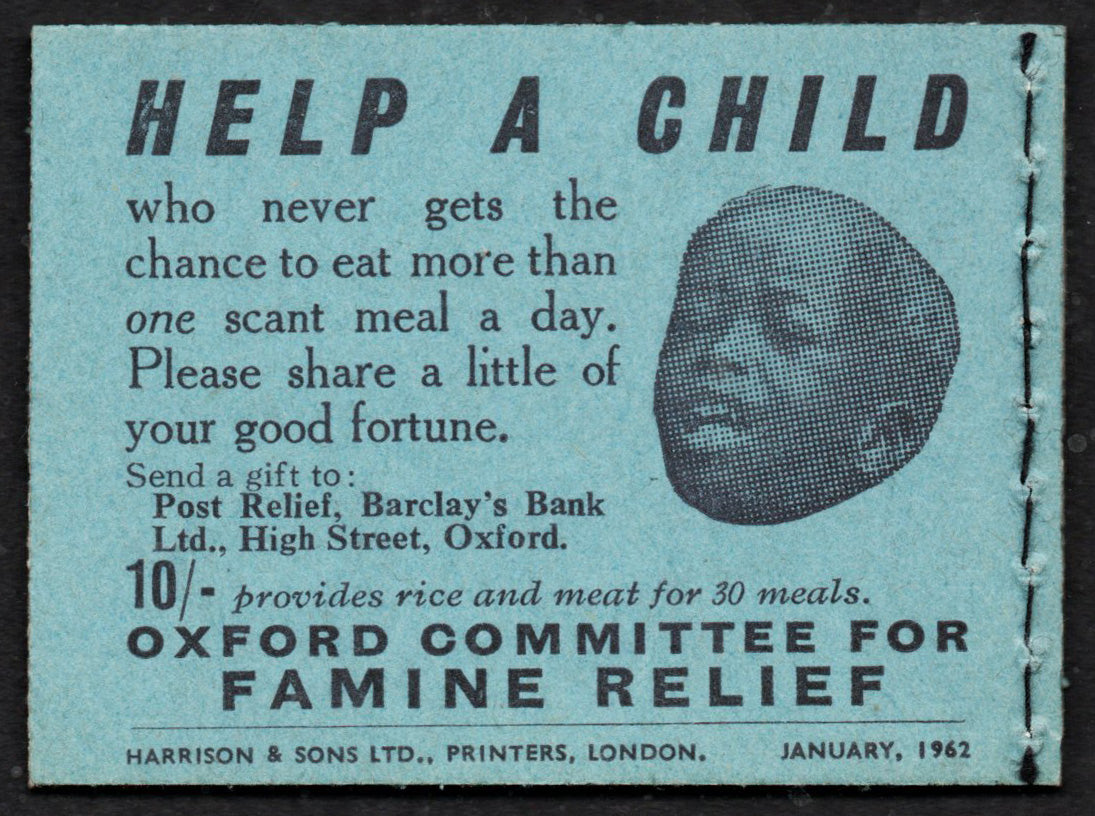 HELP A CHILD
who never gets the
chance to eat more than
one scant meal a day.
Please share a little of
your good fortune.
Send a gift to:
Post Relief, Barclay's Bank
Ltd., High Street, Oxford.
10/- provides rice and meat for 30 meals.
OXFORD COMMITTEE FOR
FAMINE RELIEF
HARRISON & SONS LTD., PRINTERS, LONDON. JANUARY, 1962